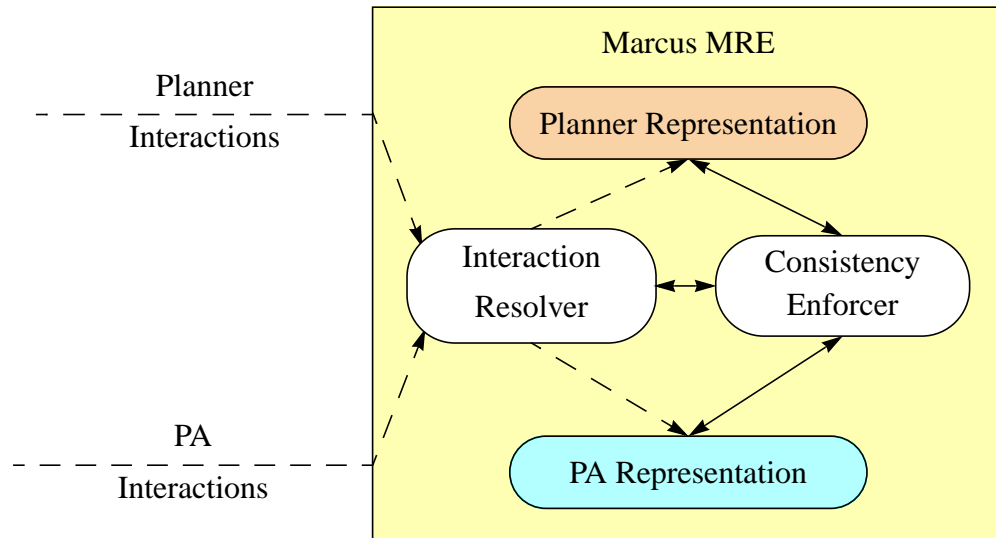 Marcus MRE
Planner
Interactions
Planner Representation
Interaction
Resolver
Consistency
Enforcer
PA
Interactions
PA Representation